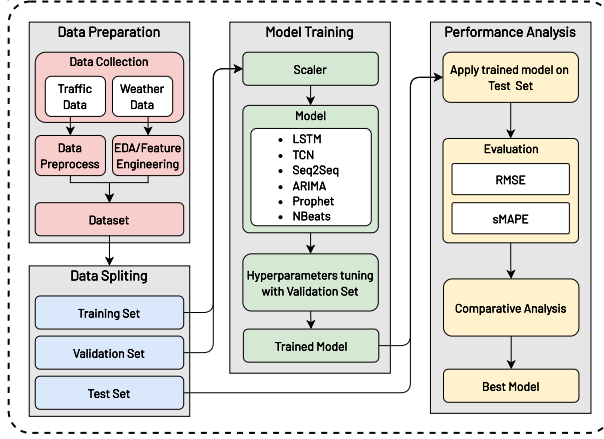 Data Preparation
Data Collection
Traffic
Data
Weather
Data
Data
Preprocess
EDA/Feature
Engineering
Dataset
Data Spliting
Training Set
Validation Set
Test Set
Model Training
Scaler
Model
• LSTM
• TCN
• Seq2Seq
• ARIMA
• Prophet
• NBeats
Hyperparameters tuning
with Validation Set
Trained Model
Performance Analysis
Apply trained model on
Test Set
Evaluation
RMSE
sMAPE
Comparative Analysis
Best Model